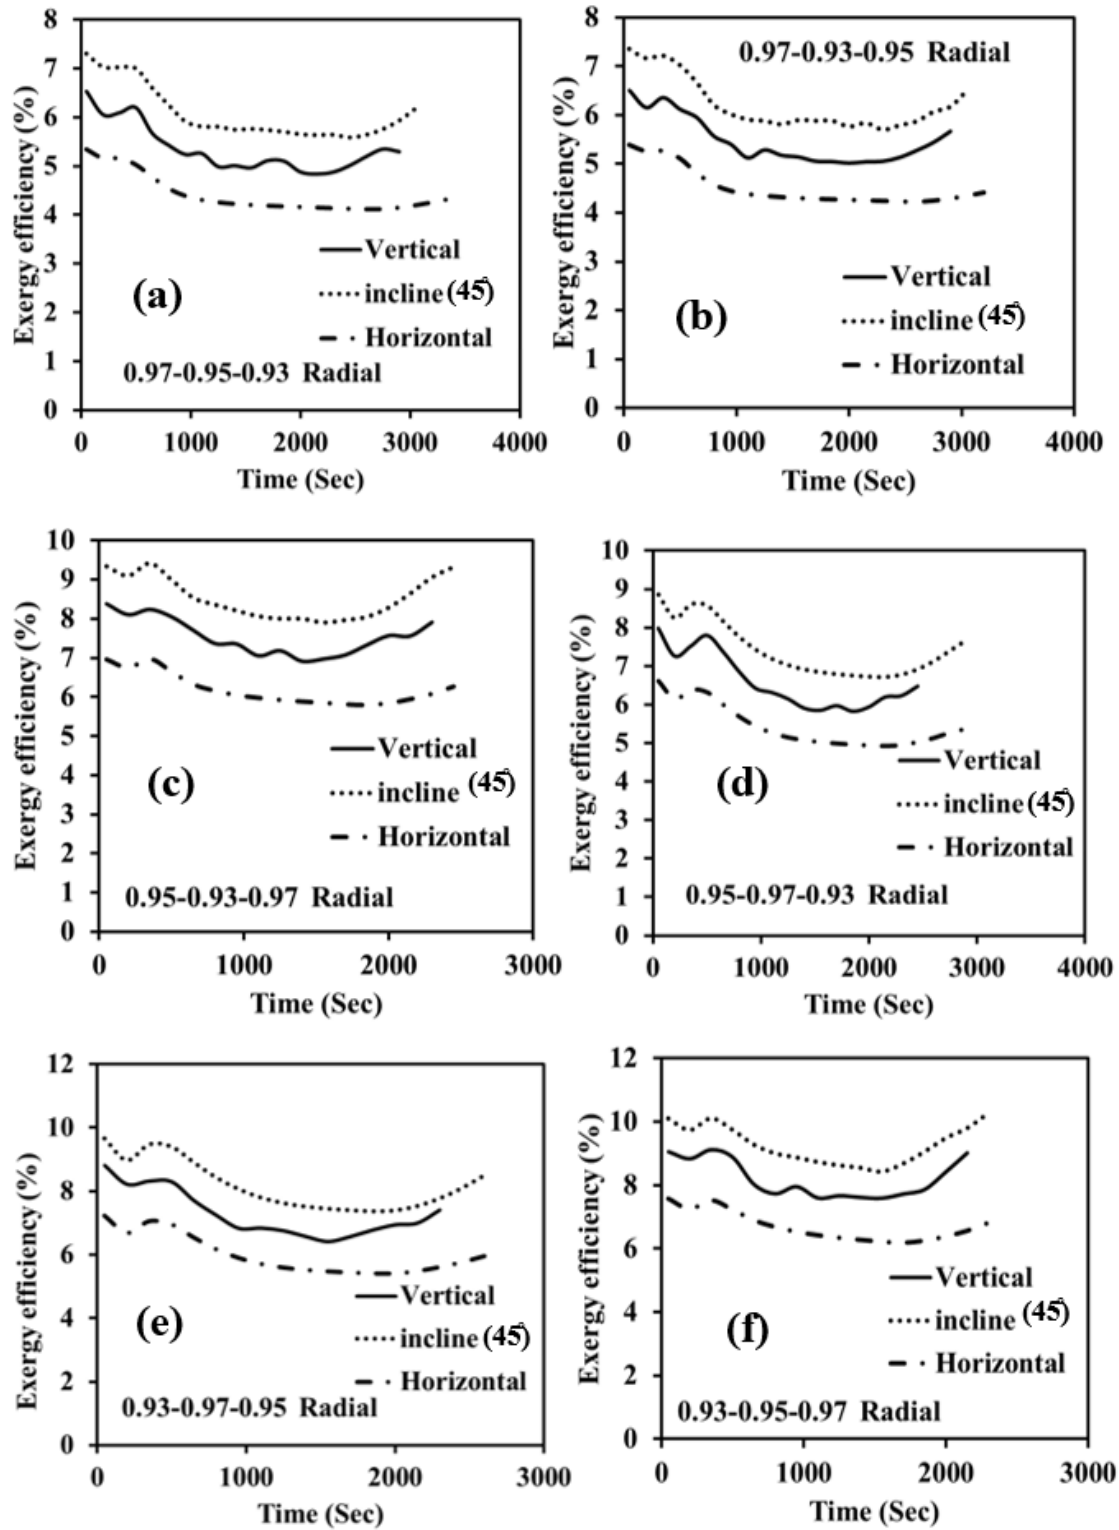 8
7
6
5
4
3
2
1
0
Exergy efficiency (%)
Vertical
incline (45°)
Horizontal
(a)
0.97-0.95-0.93 Radial
0 1000 2000 3000 4000
Time (Sec)
8
7
6
5
4
3
2
1
0
Exergy efficiency (%)
0.97-0.93-0.95 Radial
Vertical
incline (45°)
Horizontal
(b)
0 1000 2000 3000 4000
Time (Sec)
10
9
8
7
6
5
4
3
2
1
0
Exergy efficiency (%)
Vertical
incline (45°)
Horizontal
(c)
0.95-0.93-0.97 Radial
0 1000 2000 3000
Time (Sec)
10
9
8
7
6
5
4
3
2
1
0
Exergy efficiency (%)
Vertical
incline (45°)
Horizontal
(d)
0.95-0.97-0.93 Radial
0 1000 2000 3000 4000
Time (Sec)
12
10
8
6
4
2
0
Exergy efficiency (%)
Vertical
incline (45°)
Horizontal
(e)
0.93-0.97-0.95 Radial
0 1000 2000 3000
Time (Sec)
12
10
8
6
4
2
0
Exergy efficiency (%)
Vertical
incline (45°)
Horizontal
(f)
0.93-0.95-0.97 Radial
0 1000 2000 3000
Time (Sec)